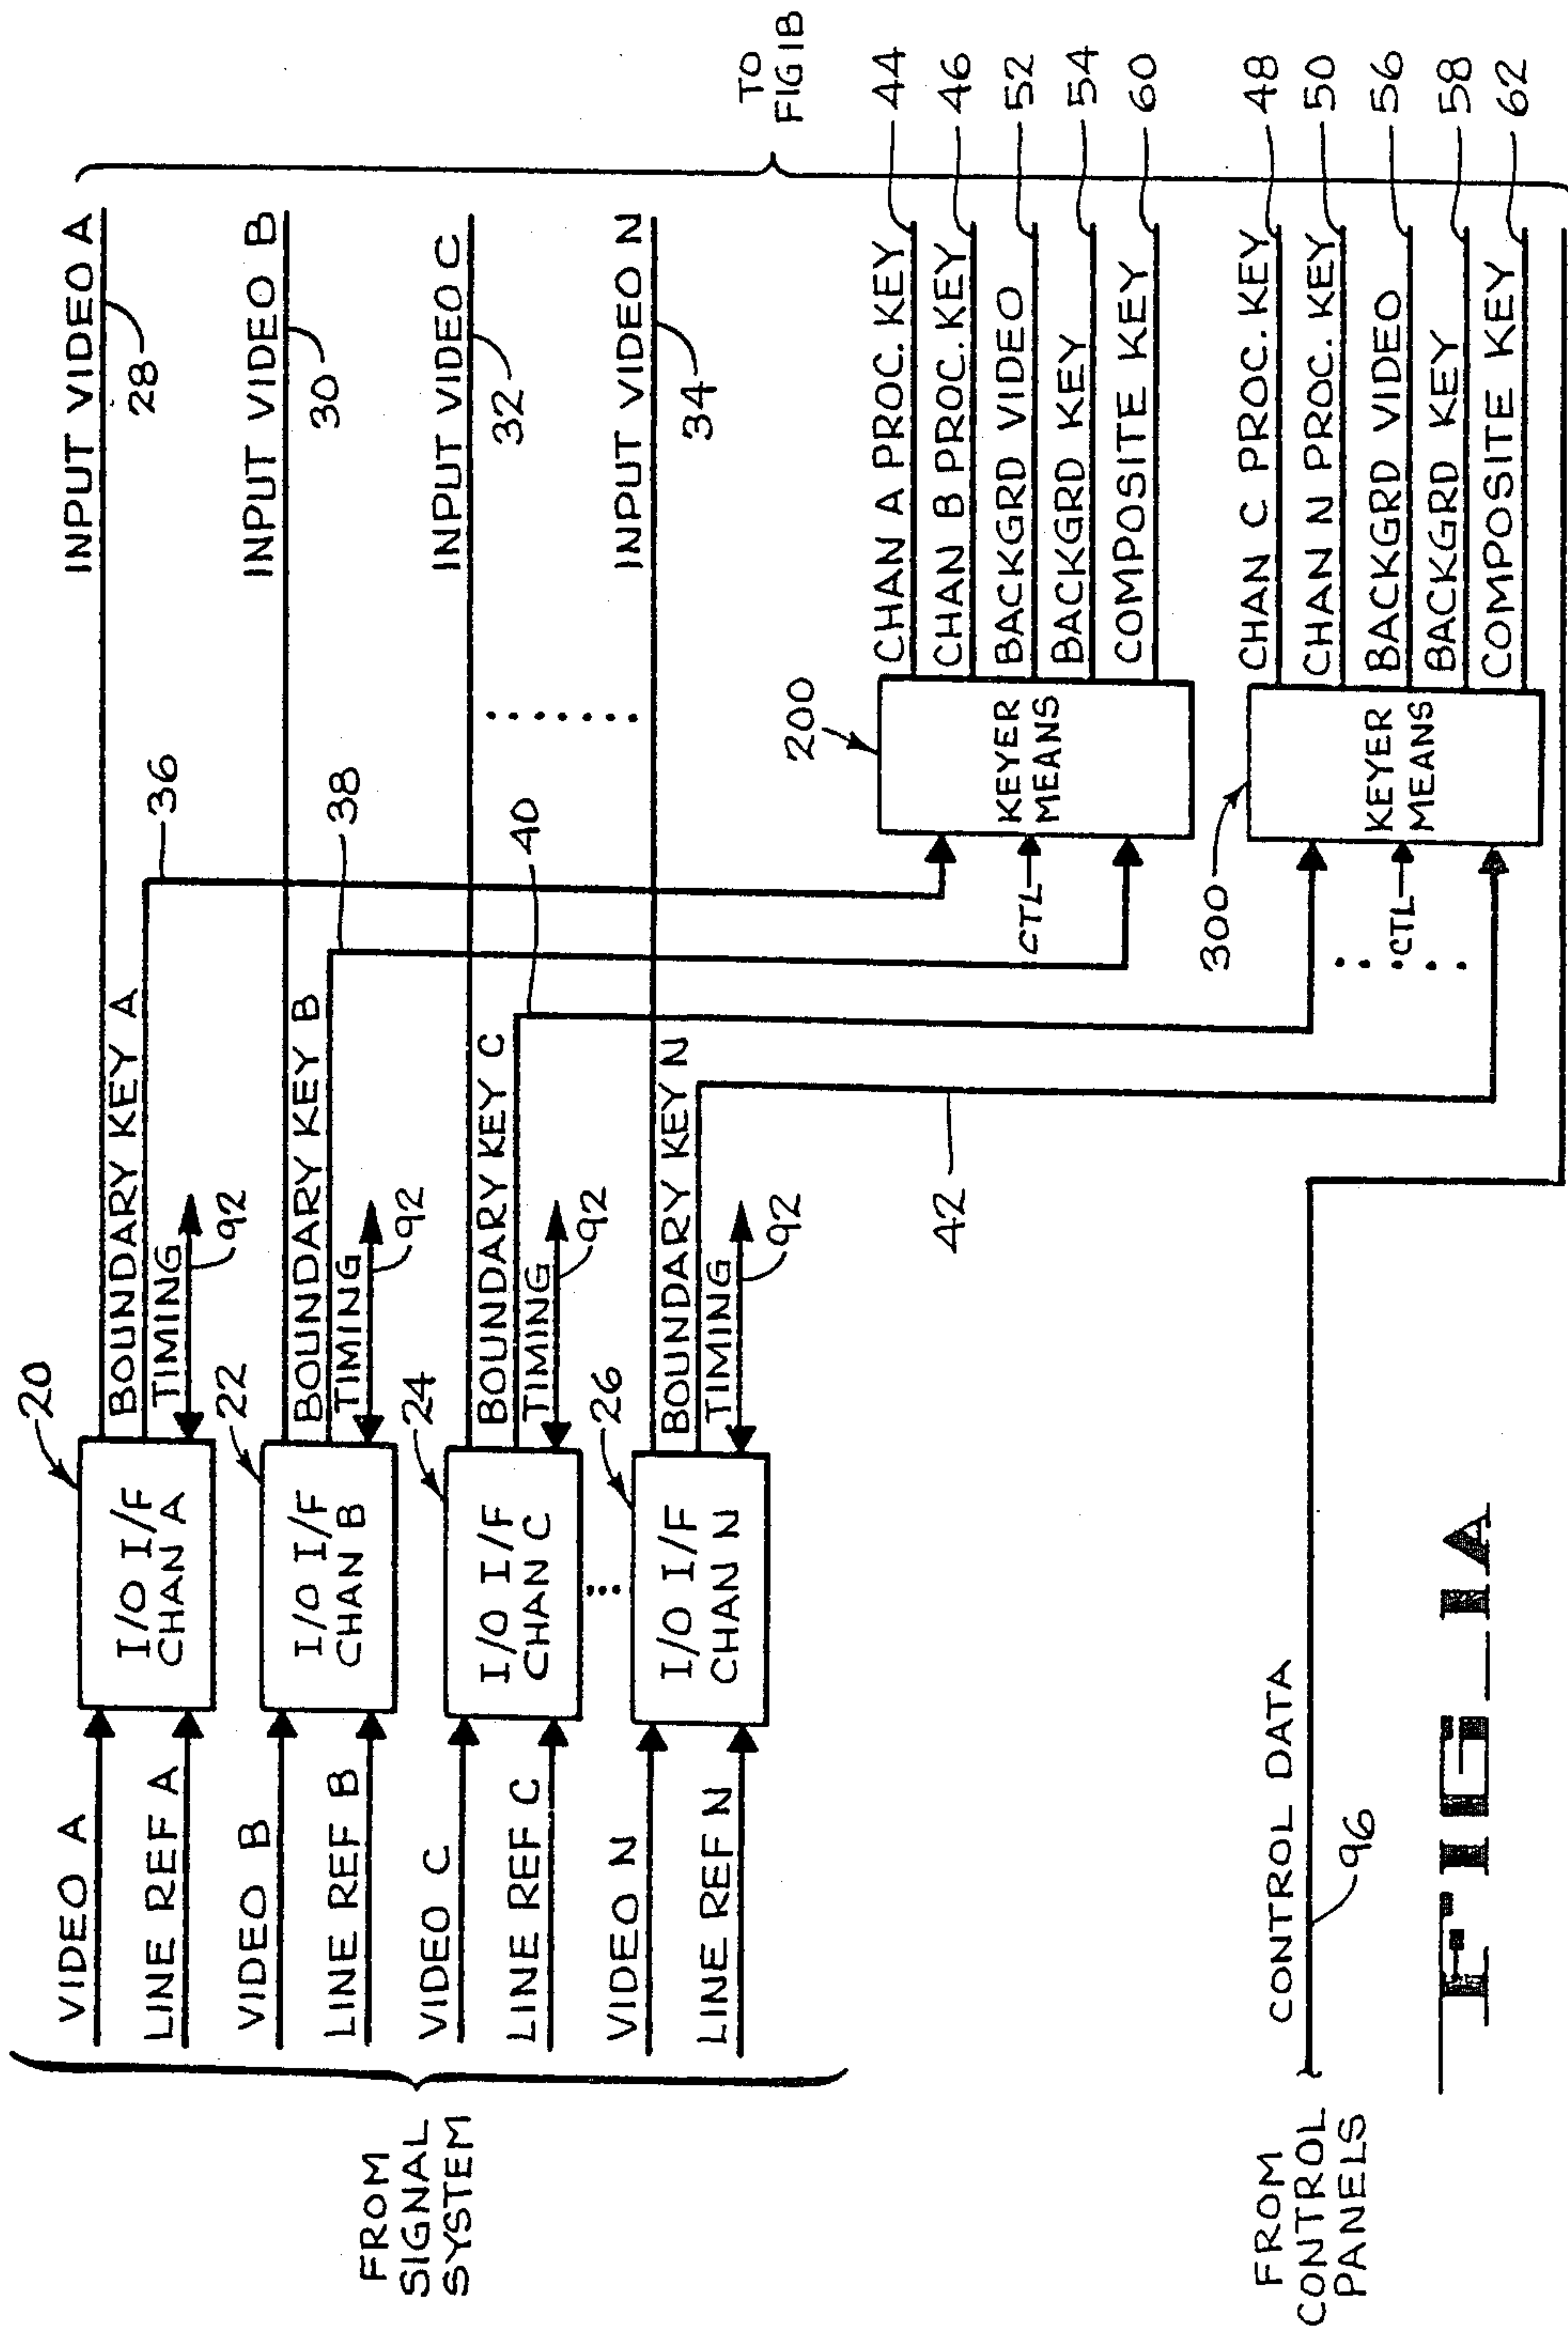 FROM
SIGNAL
SYSTEM
VIDEO A
LINE REF A
VIDEO B
LINE REF B
VIDEO C
LINE REF C
VIDEO N
LINE REF N
20
I/O I/F
CHAN A
22
I/O I/F
CHAN B
24
I/O I/F
CHAN C
26
I/O I/F
CHAN N
BOUNDARY KEY A
TIMING
92
BOUNDARY KEY B
TIMING
92
BOUNDARY KEY C
TIMING
92
BOUNDARY KEY N
TIMING
92
36
38
40
42
INPUT VIDEO A
28
INPUT VIDEO B
30
INPUT VIDEO C
32
INPUT VIDEO N
34
TO
FIG 1B
200
KEYER
MEANS
CTL
CHAN A PROC. KEY
44
CHAN B PROC. KEY
46
BACKGRD VIDEO
52
BACKGRD KEY
54
COMPOSITE KEY
60
300
KEYER
MEANS
CTL
CHAN C PROC. KEY
48
CHAN N PROC. KEY
50
BACKGRD VIDEO
56
BACKGRD KEY
58
COMPOSITE KEY
62
FROM
CONTROL
PANELS
CONTROL DATA
96
FIG_1A